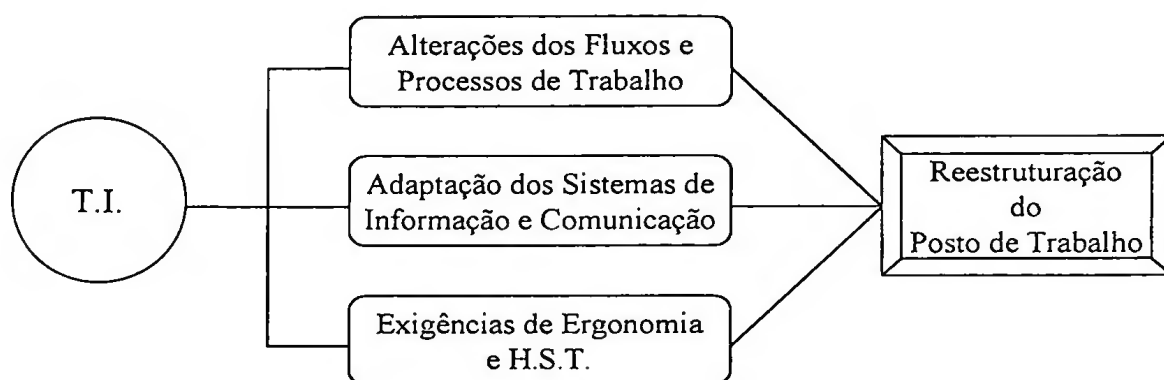 Alterações dos Fluxos e
Processos de Trabalho
T.I.
Adaptação dos Sistemas de
Informação e Comunicação
Exigências de Ergonomia
e H.S.T.
Reestruturação
do
Posto de Trabalho